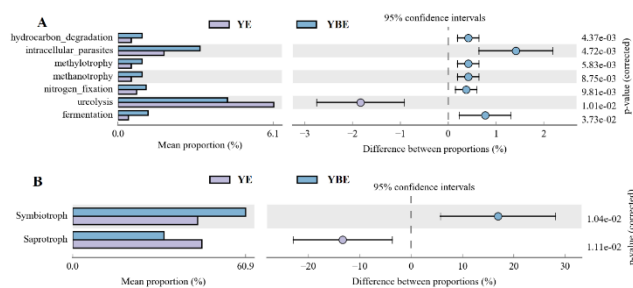 A
YE
YBE
95% confidence intervals
hydrocarbon_degradation
intracellular_parasites
methylotrophy
methanotrophy
nitrogen_fixation
ureolysis
fermentation
4.37e-03
4.72e-03
5.83e-03
8.75e-03
9.81e-03
1.01e-02
3.73e-02
p-value (corrected)
0.0
6.1
−3
−2
−1
0
1
2
Mean proportion (%)
Difference between proportions (%)
B
YE
YBE
95% confidence intervals
Symbiotroph
Saprotroph
1.04e-02
1.11e-02
p-value (corrected)
0.0
60.9
−20
−10
0
10
20
30
Mean proportion (%)
Difference between proportions (%)